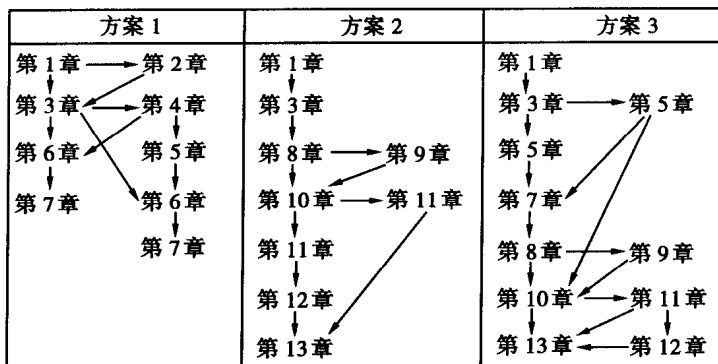 方案 1 方案 2 方案 3
第 1 章 第 2 章 第 1 章 第 1 章
第 3 章 第 4 章 第 3 章 第 3 章 第 5 章
第 6 章 第 5 章 第 8 章 第 9 章 第 5 章
第 7 章 第 6 章 第 10 章 第 11 章 第 7 章
第 7 章 第 11 章 第 8 章 第 9 章
第 12 章 第 10 章 第 11 章
第 13 章 第 13 章 第 12 章